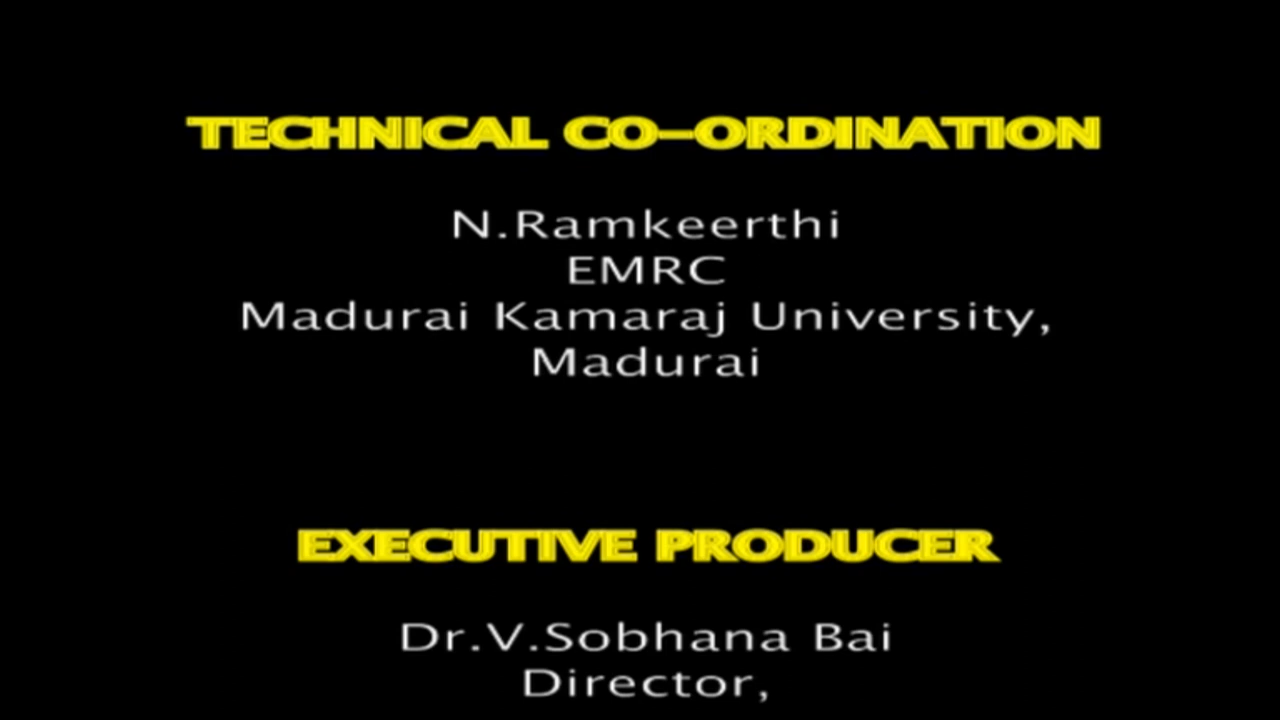 TECHNICAL CO-ORDINATION
N.Ramkeerthi
EMRC
Madurai Kamaraj University,
Madurai
EXECUTIVE PRODUCER
Dr.V.Sobhana Bai
Director,